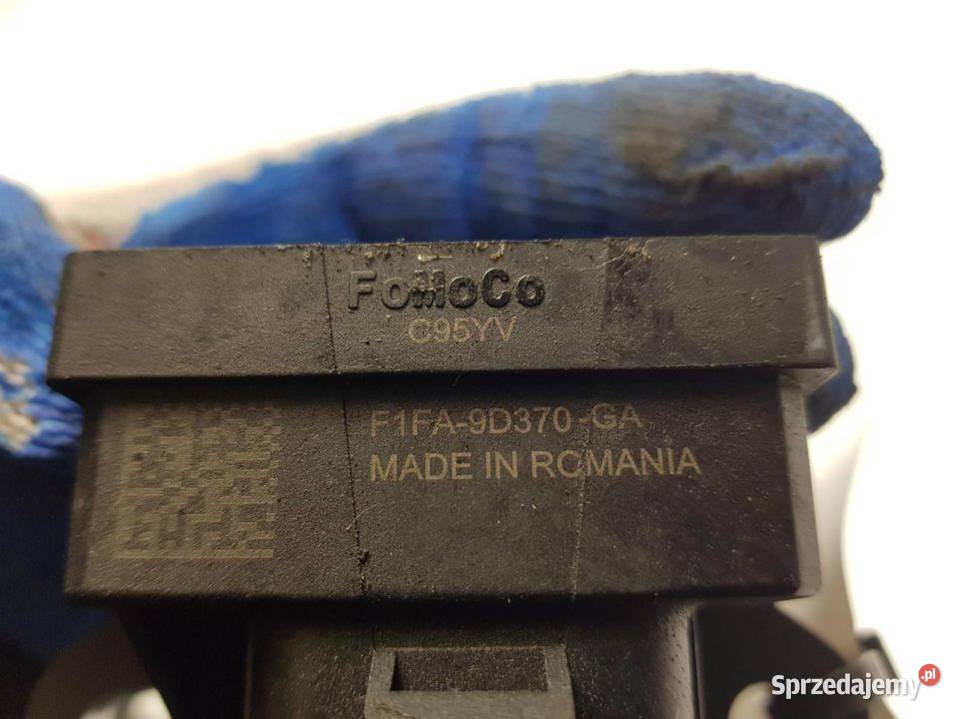 FoMoCo
C95YV
F1FA-9D370-GA
MADE IN ROMANIA
Sprzedajemy.pl